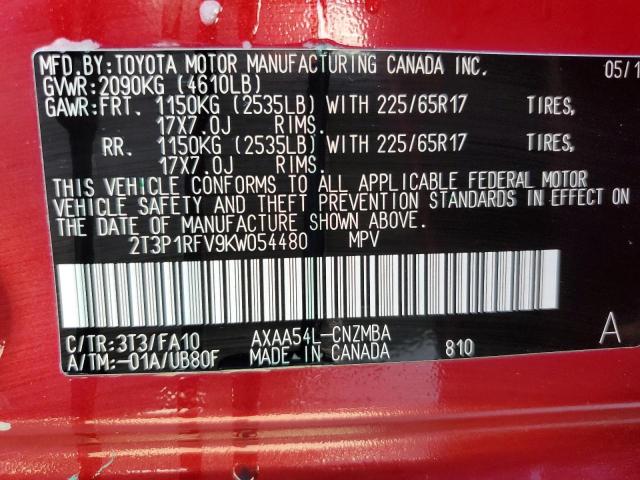 MFD.BY:TOYOTA MOTOR MANUFACTURING CANADA INC. 05/1
GVWR:2090KG (4610LB)
GAWR:FRT. 1150KG (2535LB) WITH 225/65R17 TIRES,
17X7.0J RIMS.
RR. 1150KG (2535LB) WITH 225/65R17 TIRES,
17X7.0J RIMS.
THIS VEHICLE CONFORMS TO ALL APPLICABLE FEDERAL MOTOR
VEHICLE SAFETY AND THEFT PREVENTION STANDARDS IN EFFECT ON
THE DATE OF MANUFACTURE SHOWN ABOVE.
2T3P1RFV9KW054480 MPV
C/TR:3T3/FA10 AXAA54L-CNZMBA A
A/TM:-01A/UB80F MADE IN CANADA 810